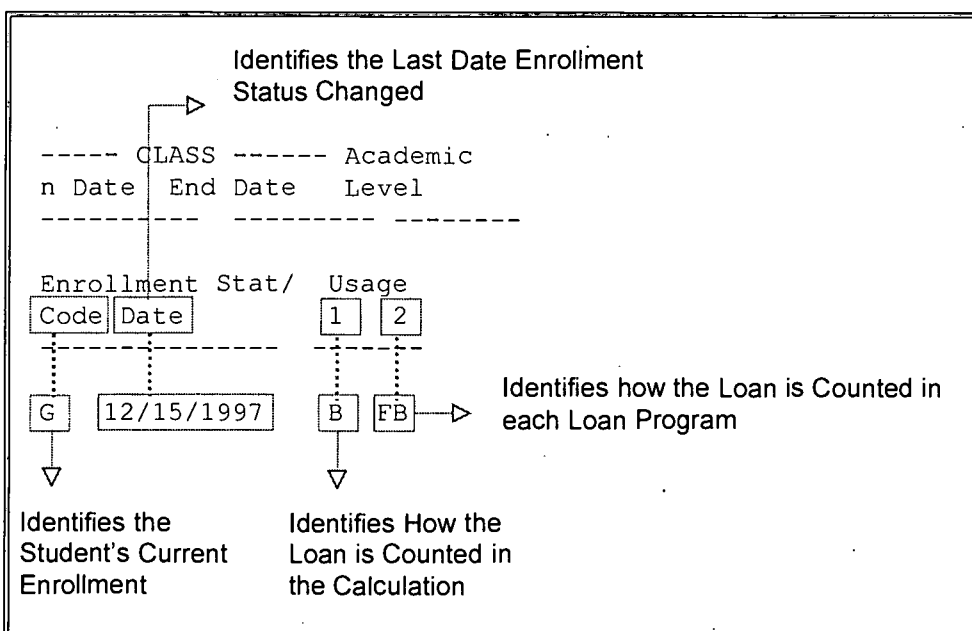 Identifies the Last Date Enrollment
Status Changed
----- CLASS ------ Academic
n Date End Date Level
---------- --------- --------
Enrollment Stat/ Usage
Code Date 1 2
--------------- -------
G 12/15/1997 B FB
Identifies how the Loan is Counted in
each Loan Program
Identifies the
Student's Current
Enrollment
Identifies How the
Loan is Counted in
the Calculation